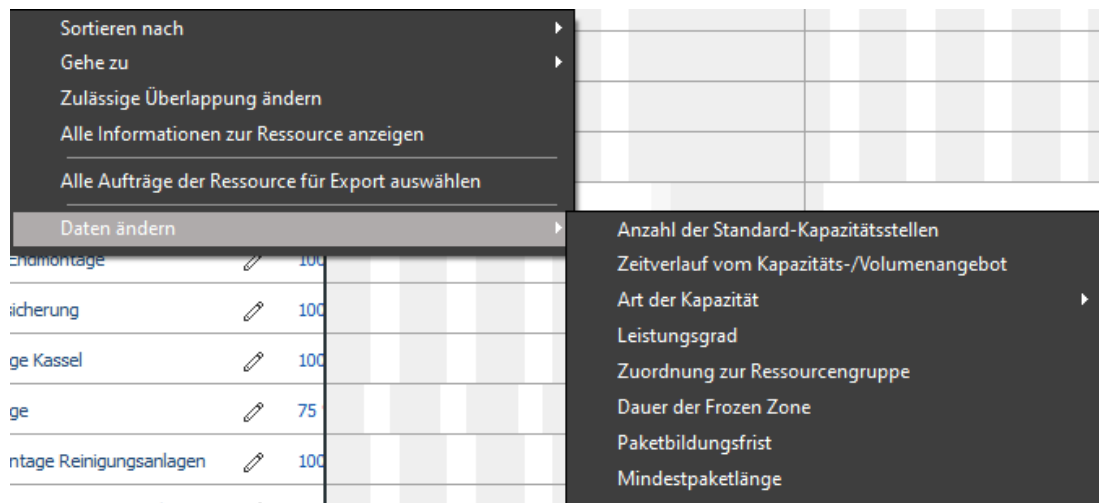 Sortieren nach
Gehe zu
Zulässige Überlappung ändern
Alle Informationen zur Ressource anzeigen
Alle Aufträge der Ressource für Export auswählen
Daten ändern
Anzahl der Standard-Kapazitätsstellen
Zeitverlauf vom Kapazitäts-/Volumenangebot
Art der Kapazität
Leistungsgrad
Zuordnung zur Ressourcengruppe
Dauer der Frozen Zone
Paketbildungsfrist
Mindestpaketlänge
Endmontage 100
sicherung 100
ge Kassel 100
ge 75
ntage Reinigungsanlagen 100